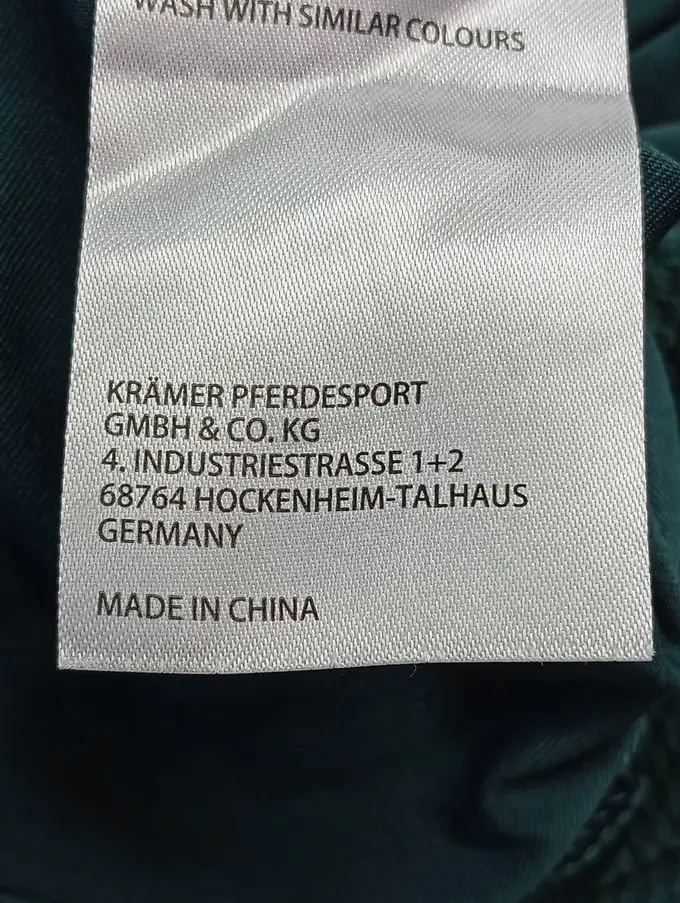 WASH WITH SIMILAR COLOURS
KRÄMER PFERDESPORT
GMBH & CO. KG
4. INDUSTRIESTRASSE 1+2
68764 HOCKENHEIM-TALHAUS
GERMANY
MADE IN CHINA